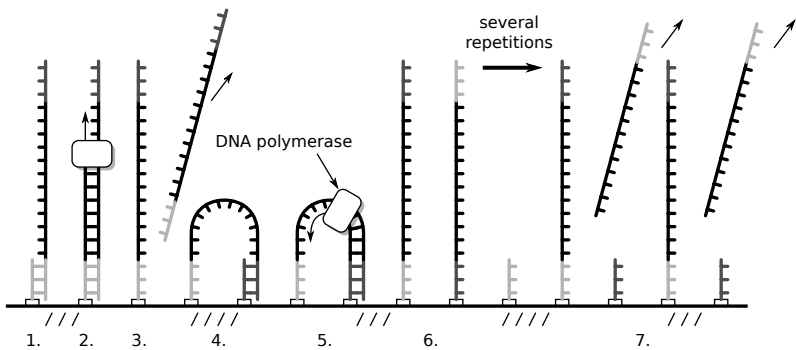 several
repetitions
DNA polymerase
1. 2. 3. 4. 5. 6. 7.